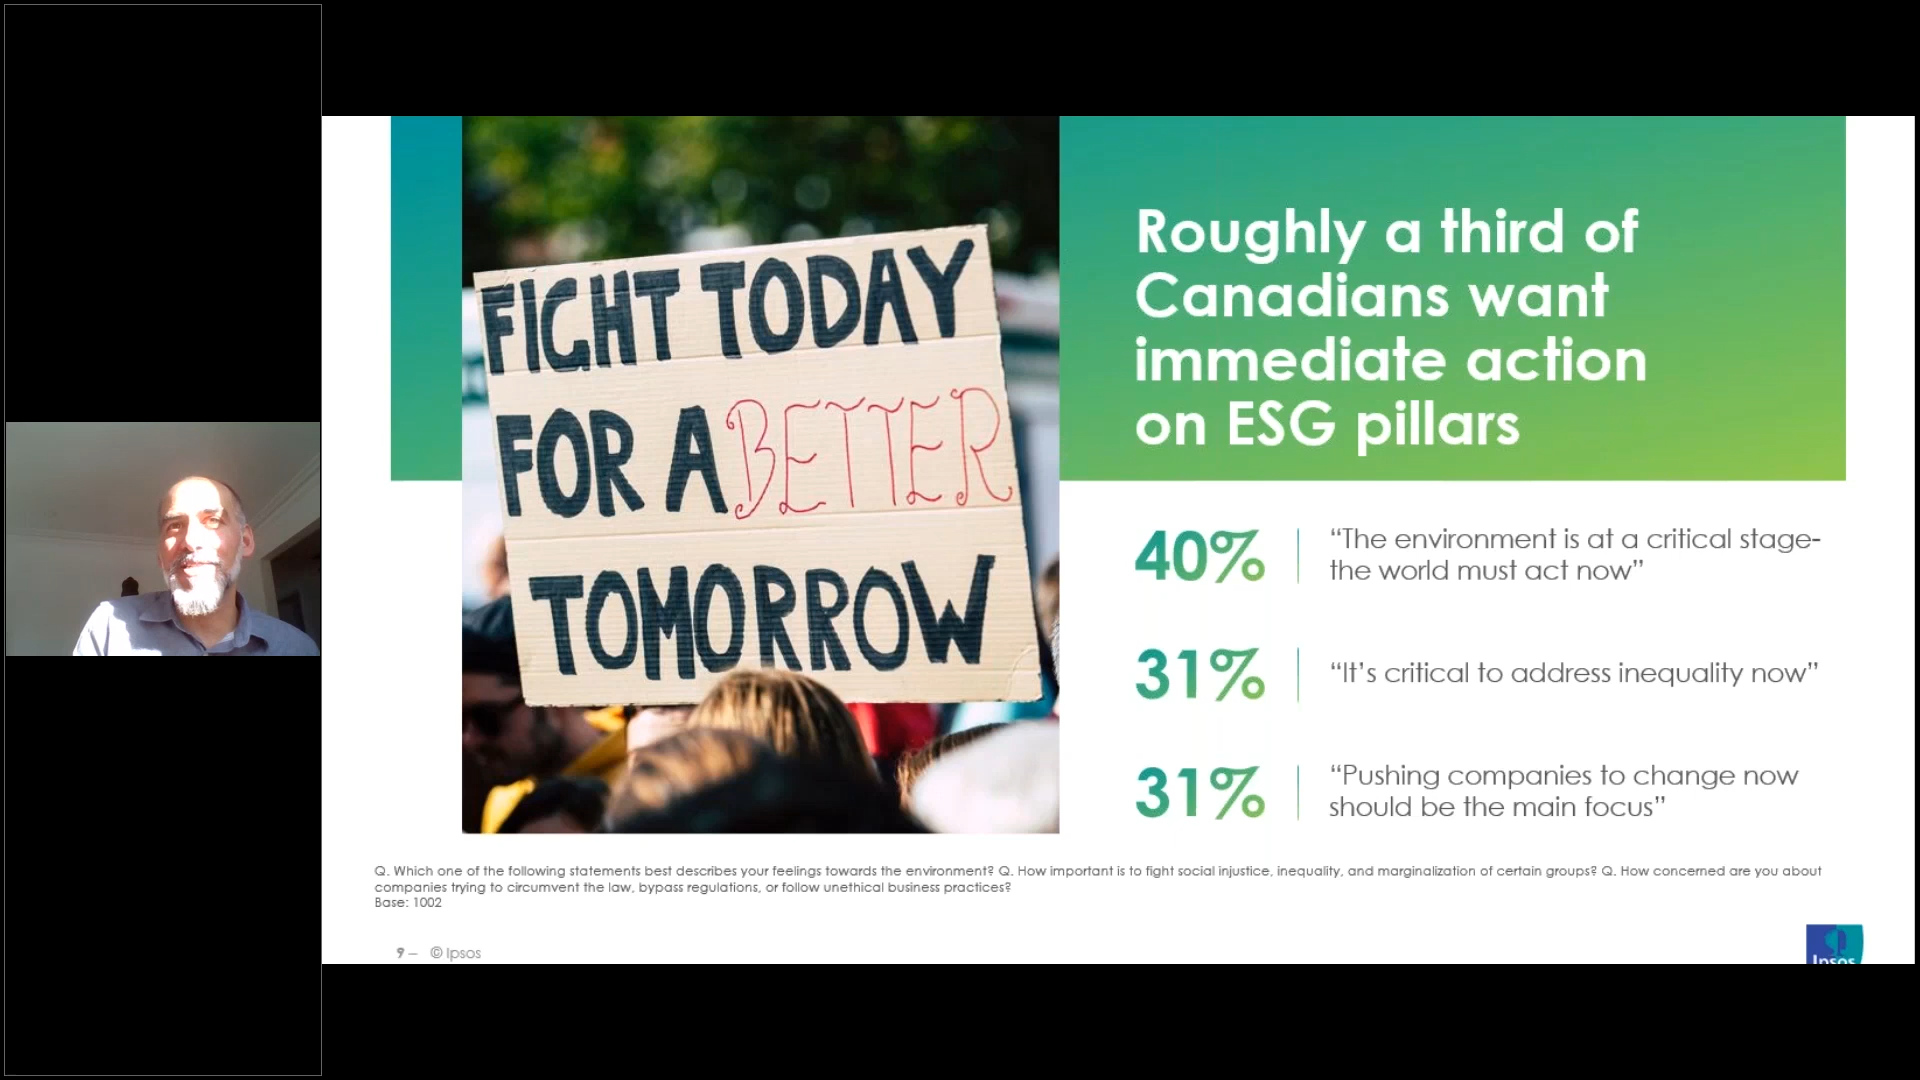 FIGHT TODAY
FOR A BETTER
TOMORROW
Roughly a third of
Canadians want
immediate action
on ESG pillars
40%
“The environment is at a critical stage-
the world must act now”
31%
“It’s critical to address inequality now”
31%
“Pushing companies to change now
should be the main focus”
Q. Which one of the following statements best describes your feelings towards the environment? Q. How important is to fight social injustice, inequality, and marginalization of certain groups? Q. How concerned are you about
companies trying to circumvent the law, bypass regulations, or follow unethical business practices?
Base: 1002
9 – © Ipsos
Ipsos